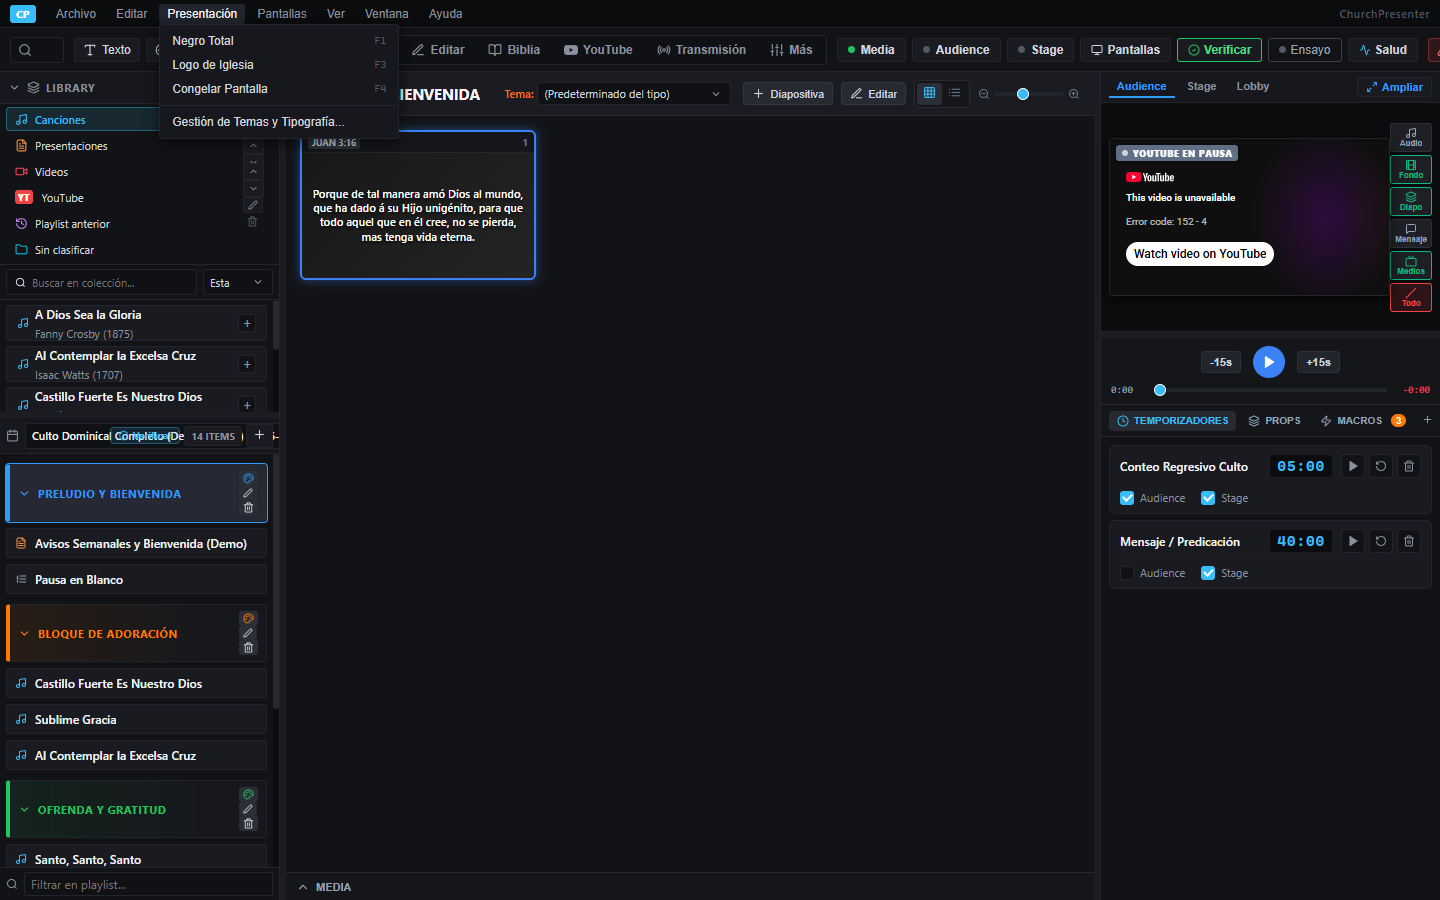 CP Archivo Editar Presentación Pantallas Ver Ventana Ayuda ChurchPresenter
Negro Total F1
Logo de Iglesia F3
Congelar Pantalla F4
Gestión de Temas y Tipografía...
Texto Editar Biblia YouTube Transmisión Más Media Audience Stage Pantallas Verificar Ensayo Salud
LIBRARY
Canciones
Presentaciones
Videos
YT YouTube
Playlist anterior
Sin clasificar
Buscar en colección... Esta
A Dios Sea la Gloria
Fanny Crosby (1875)
Al Contemplar la Excelsa Cruz
Isaac Watts (1707)
Castillo Fuerte Es Nuestro Dios
Culto Dominical Completo (De 14 ITEMS
PRELUDIO Y BIENVENIDA
Avisos Semanales y Bienvenida (Demo)
Pausa en Blanco
BLOQUE DE ADORACIÓN
Castillo Fuerte Es Nuestro Dios
Sublime Gracia
Al Contemplar la Excelsa Cruz
OFRENDA Y GRATITUD
Santo, Santo, Santo
Filtrar en playlist...
IENVENIDA Tema: (Predeterminado del tipo) Diapositiva Editar
JUAN 3:16 1
Porque de tal manera amó Dios al mundo,
que ha dado á su Hijo unigénito, para que
todo aquel que en él cree, no se pierda,
mas tenga vida eterna.
MEDIA
Audience Stage Lobby Ampliar
YOUTUBE EN PAUSA
YouTube
This video is unavailable
Error code: 152 - 4
Watch video on YouTube
Audio
Fondo
Diapo
Mensaje
Medios
Todo
-15s +15s
0:00 -0:00
TEMPORIZADORES PROPS MACROS 3
Conteo Regresivo Culto 05:00
Audience Stage
Mensaje / Predicación 40:00
Audience Stage